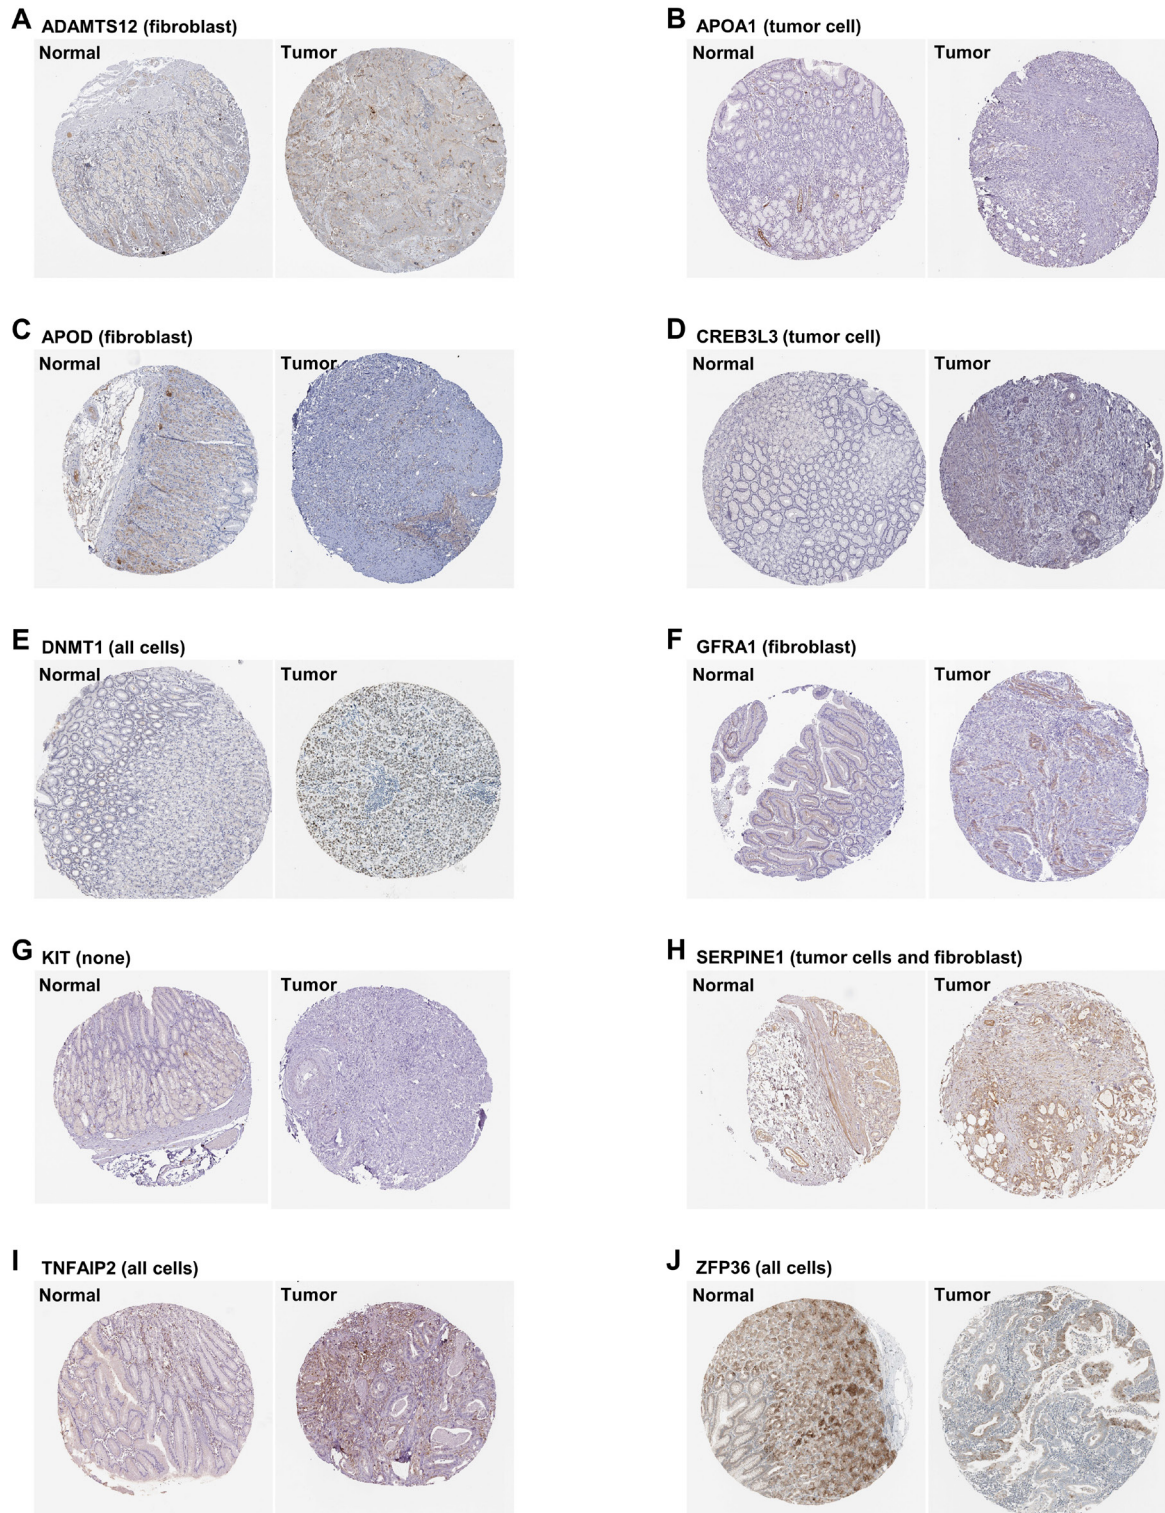 A ADAMTS12 (fibroblast)
Normal Tumor
B APOA1 (tumor cell)
Normal Tumor
C APOD (fibroblast)
Normal Tumor
D CREB3L3 (tumor cell)
Normal Tumor
E DNMT1 (all cells)
Normal Tumor
F GFRA1 (fibroblast)
Normal Tumor
G KIT (none)
Normal Tumor
H SERPINE1 (tumor cells and fibroblast)
Normal Tumor
I TNFAIP2 (all cells)
Normal Tumor
J ZFP36 (all cells)
Normal Tumor